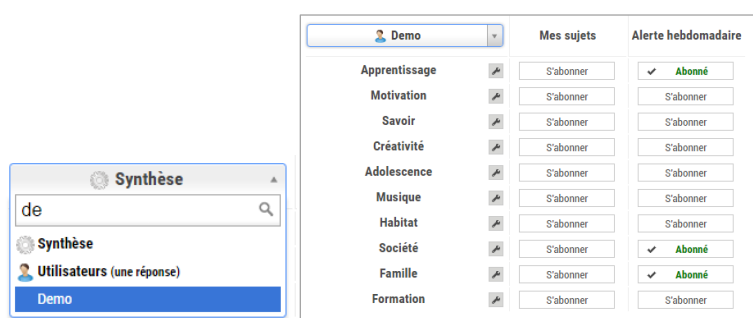 Synthèse
de
Synthèse
Utilisateurs (une réponse)
Demo
Demo Mes sujets Alerte hebdomadaire
Apprentissage S'abonner Abonné
Motivation S'abonner S'abonner
Savoir S'abonner S'abonner
Créativité S'abonner S'abonner
Adolescence S'abonner S'abonner
Musique S'abonner S'abonner
Habitat S'abonner S'abonner
Société S'abonner Abonné
Famille S'abonner Abonné
Formation S'abonner S'abonner